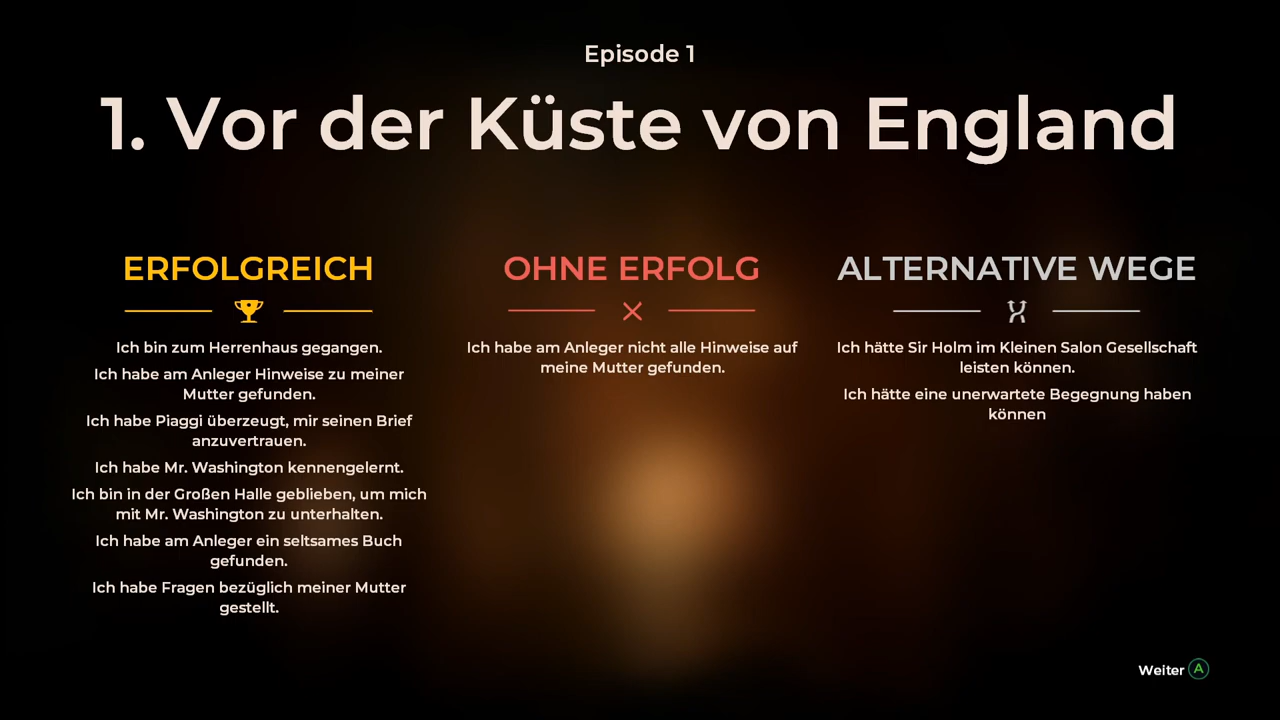 Episode 1
1. Vor der Küste von England
ERFOLGREICH
Ich bin zum Herrenhaus gegangen.
Ich habe am Anleger Hinweise zu meiner
Mutter gefunden.
Ich habe Piaggi überzeugt, mir seinen Brief
anzuvertrauen.
Ich habe Mr. Washington kennengelernt.
Ich bin in der Großen Halle geblieben, um mich
mit Mr. Washington zu unterhalten.
Ich habe am Anleger ein seltsames Buch
gefunden.
Ich habe Fragen bezüglich meiner Mutter
gestellt.
OHNE ERFOLG
Ich habe am Anleger nicht alle Hinweise auf
meine Mutter gefunden.
ALTERNATIVE WEGE
Ich hätte Sir Holm im Kleinen Salon Gesellschaft
leisten können.
Ich hätte eine unerwartete Begegnung haben
können
Weiter A